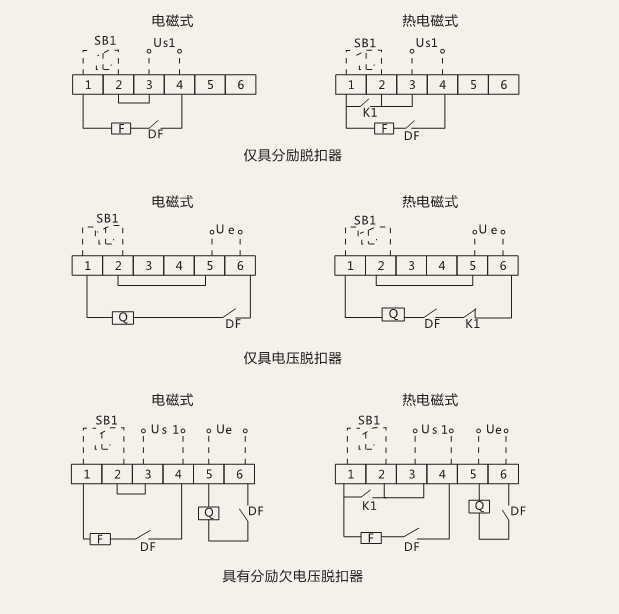 电磁式 热电磁式
SB1 Us1 SB1 Us1
1 2 3 4 5 6 1 2 3 4 5 6
K1
F DF F DF
仅具分励脱扣器
电磁式 热电磁式
SB1 Ue SB1 Ue
1 2 3 4 5 6 1 2 3 4 5 6
Q DF Q DF K1
仅具电压脱扣器
电磁式 热电磁式
SB1 Us1 Ue SB1 Us1 Ue
1 2 3 4 5 6 1 2 3 4 5 6
Q DF K1 Q DF
F DF F DF
具有分励欠电压脱扣器